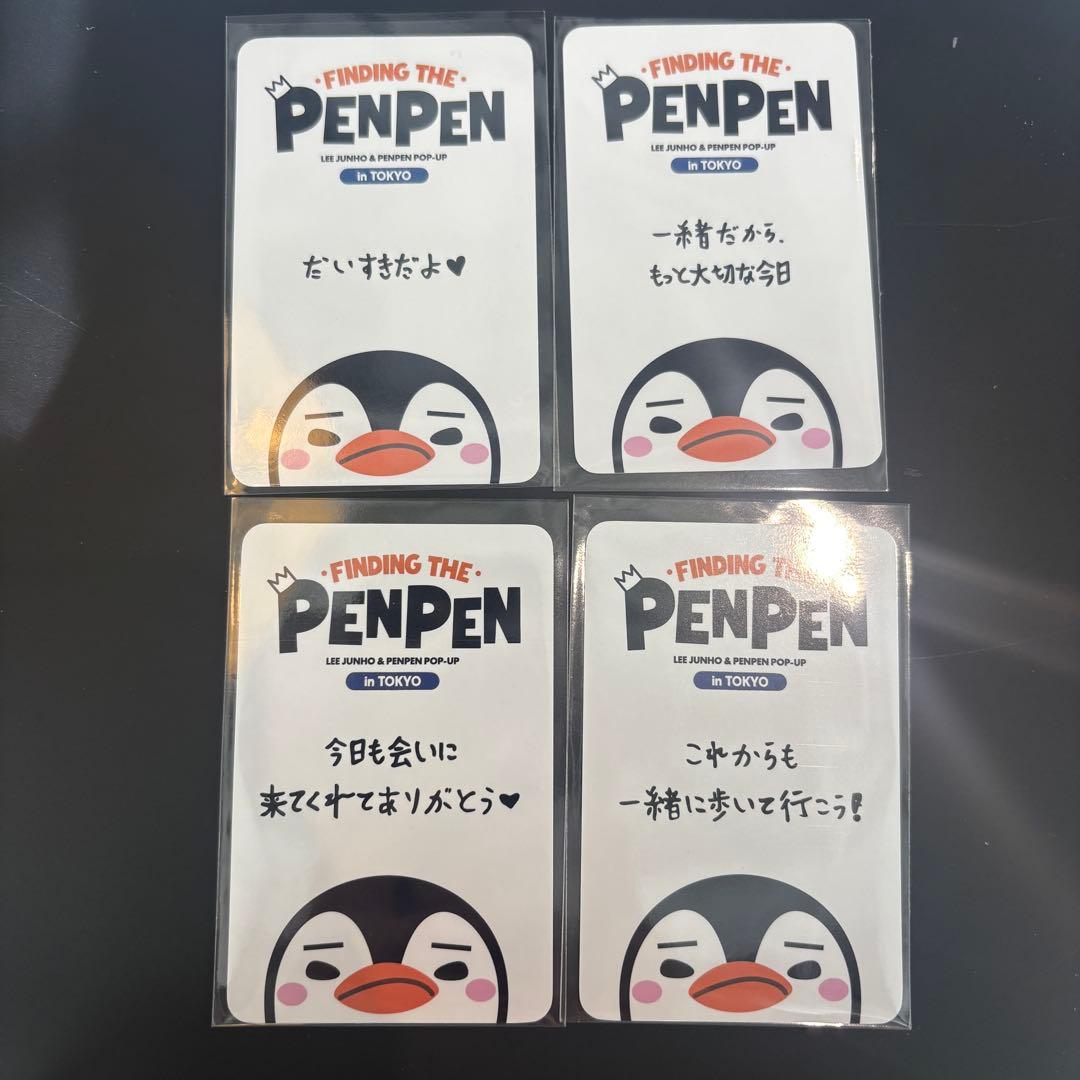 ・FINDING THE・
PENPEN
LEE JUNHO & PENPEN POP-UP
in TOKYO
だいすきだよ♥
・FINDING THE・
PENPEN
LEE JUNHO & PENPEN POP-UP
in TOKYO
一緒だから、
もっと大切な今日
・FINDING THE・
PENPEN
LEE JUNHO & PENPEN POP-UP
in TOKYO
今日も会いに
来てくれてありがとう♥
・FINDING THE
PENPEN
LEE JUNHO & PENPEN POP-UP
in TOKYO
これからも
一緒に歩いて行こう!